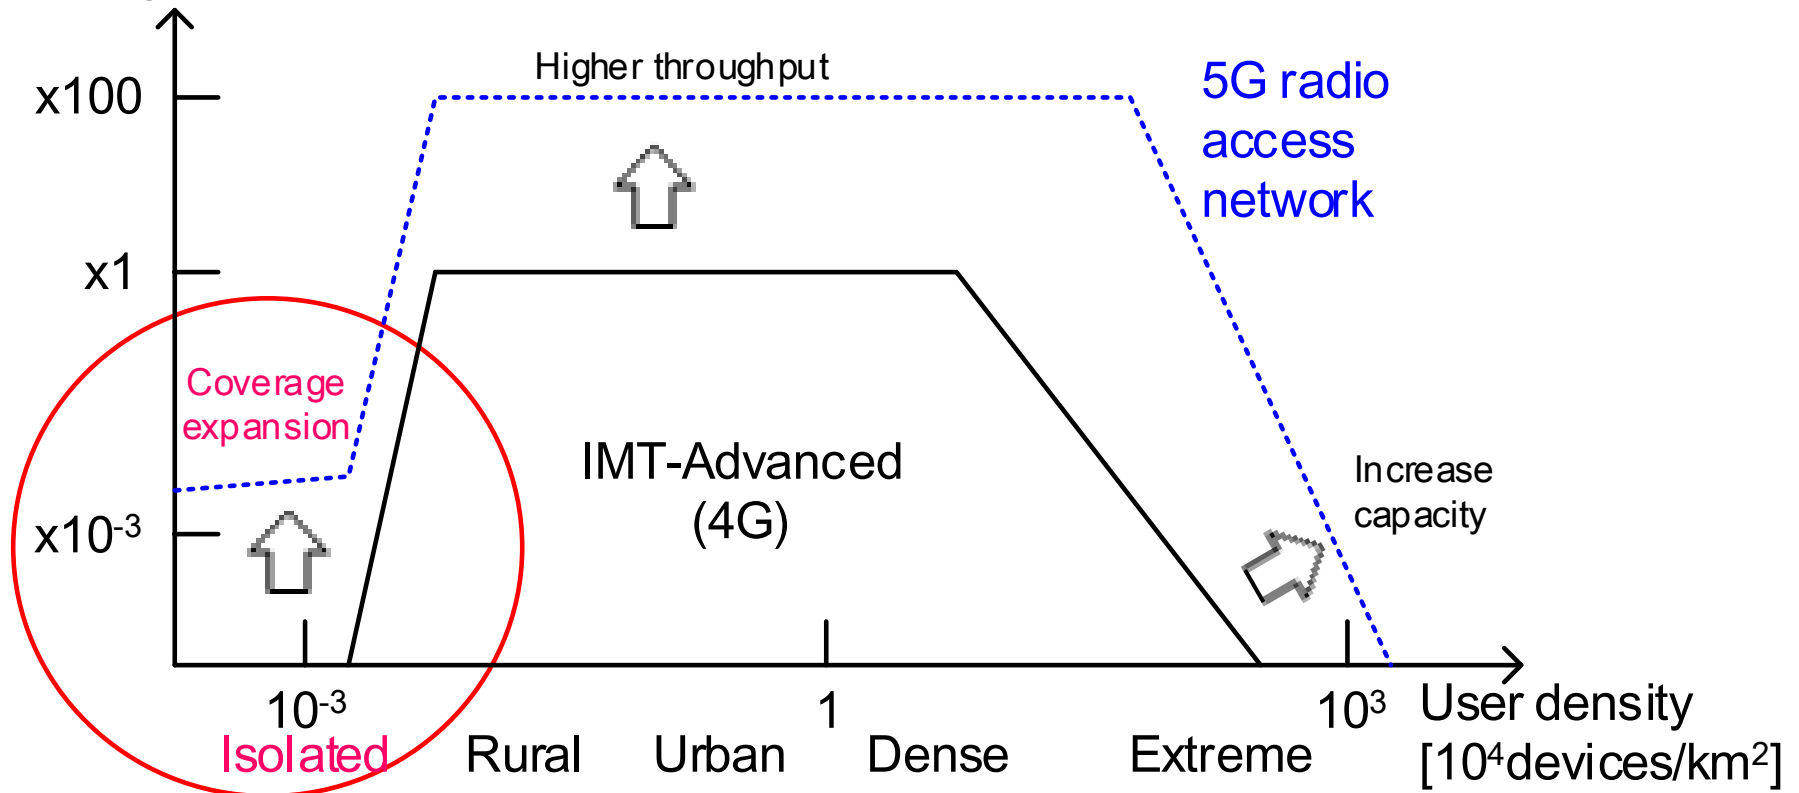 Higher throughput
5G radio
access
network
x100
x1
Coverage
expansion
IMT-Advanced
(4G)
Increase
capacity
x10⁻³
10⁻³
1
10³
User density
[10⁴devices/km²]
Isolated
Rural
Urban
Dense
Extreme